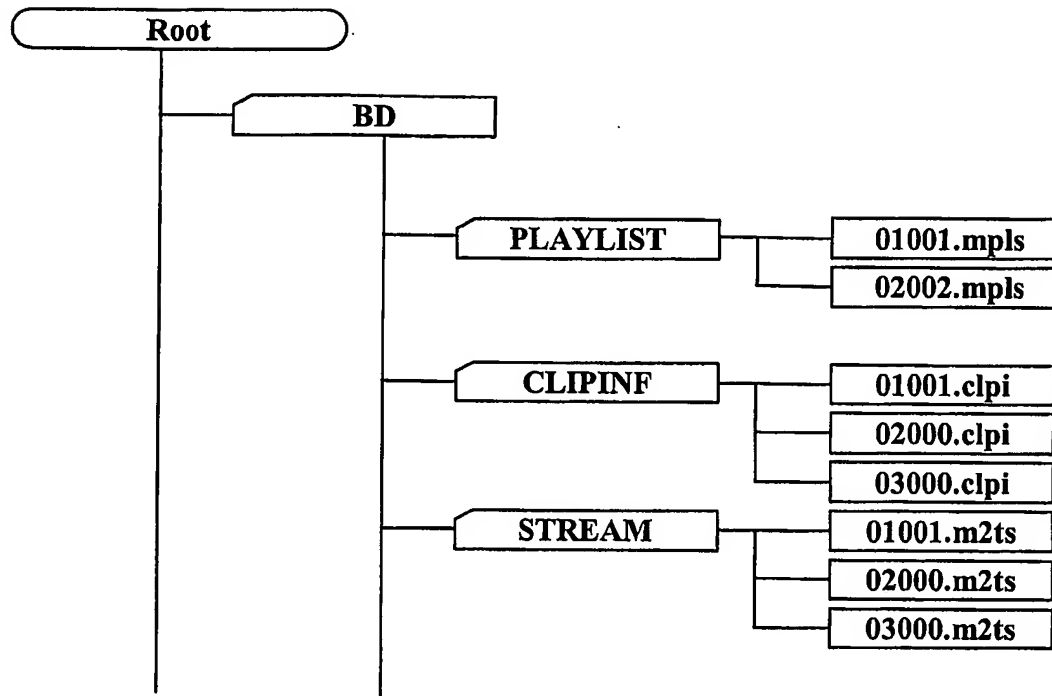 Root
BD
PLAYLIST
01001.mpls
02002.mpls
CLIPINF
01001.clpi
02000.clpi
03000.clpi
STREAM
01001.m2ts
02000.m2ts
03000.m2ts